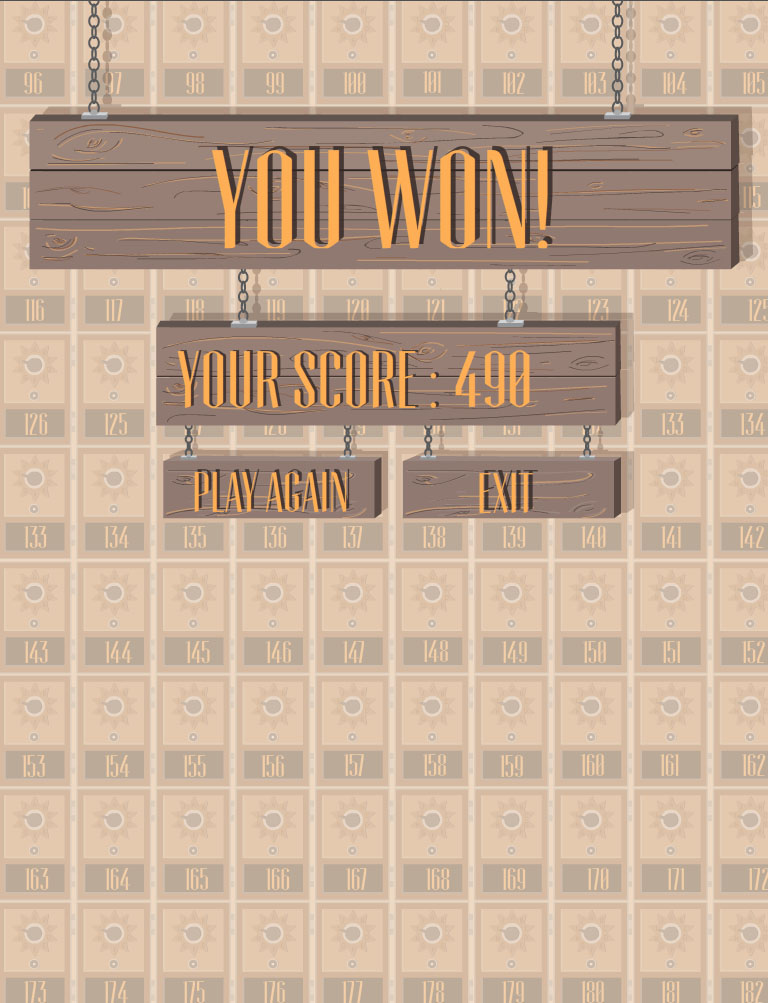 96 97 98 99 100 101 102 103 104 105
YOU WON!
115
116 117 118 119 120 121 123 124 125
YOUR SCORE : 490
126 125 133 134
PLAY AGAIN EXIT
133 134 135 136 137 138 139 140 141 142
143 144 145 146 147 148 149 150 151 152
153 154 155 156 157 158 159 160 161 162
163 164 165 166 167 168 169 170 171 172
173 174 175 176 177 178 179 180 181 182